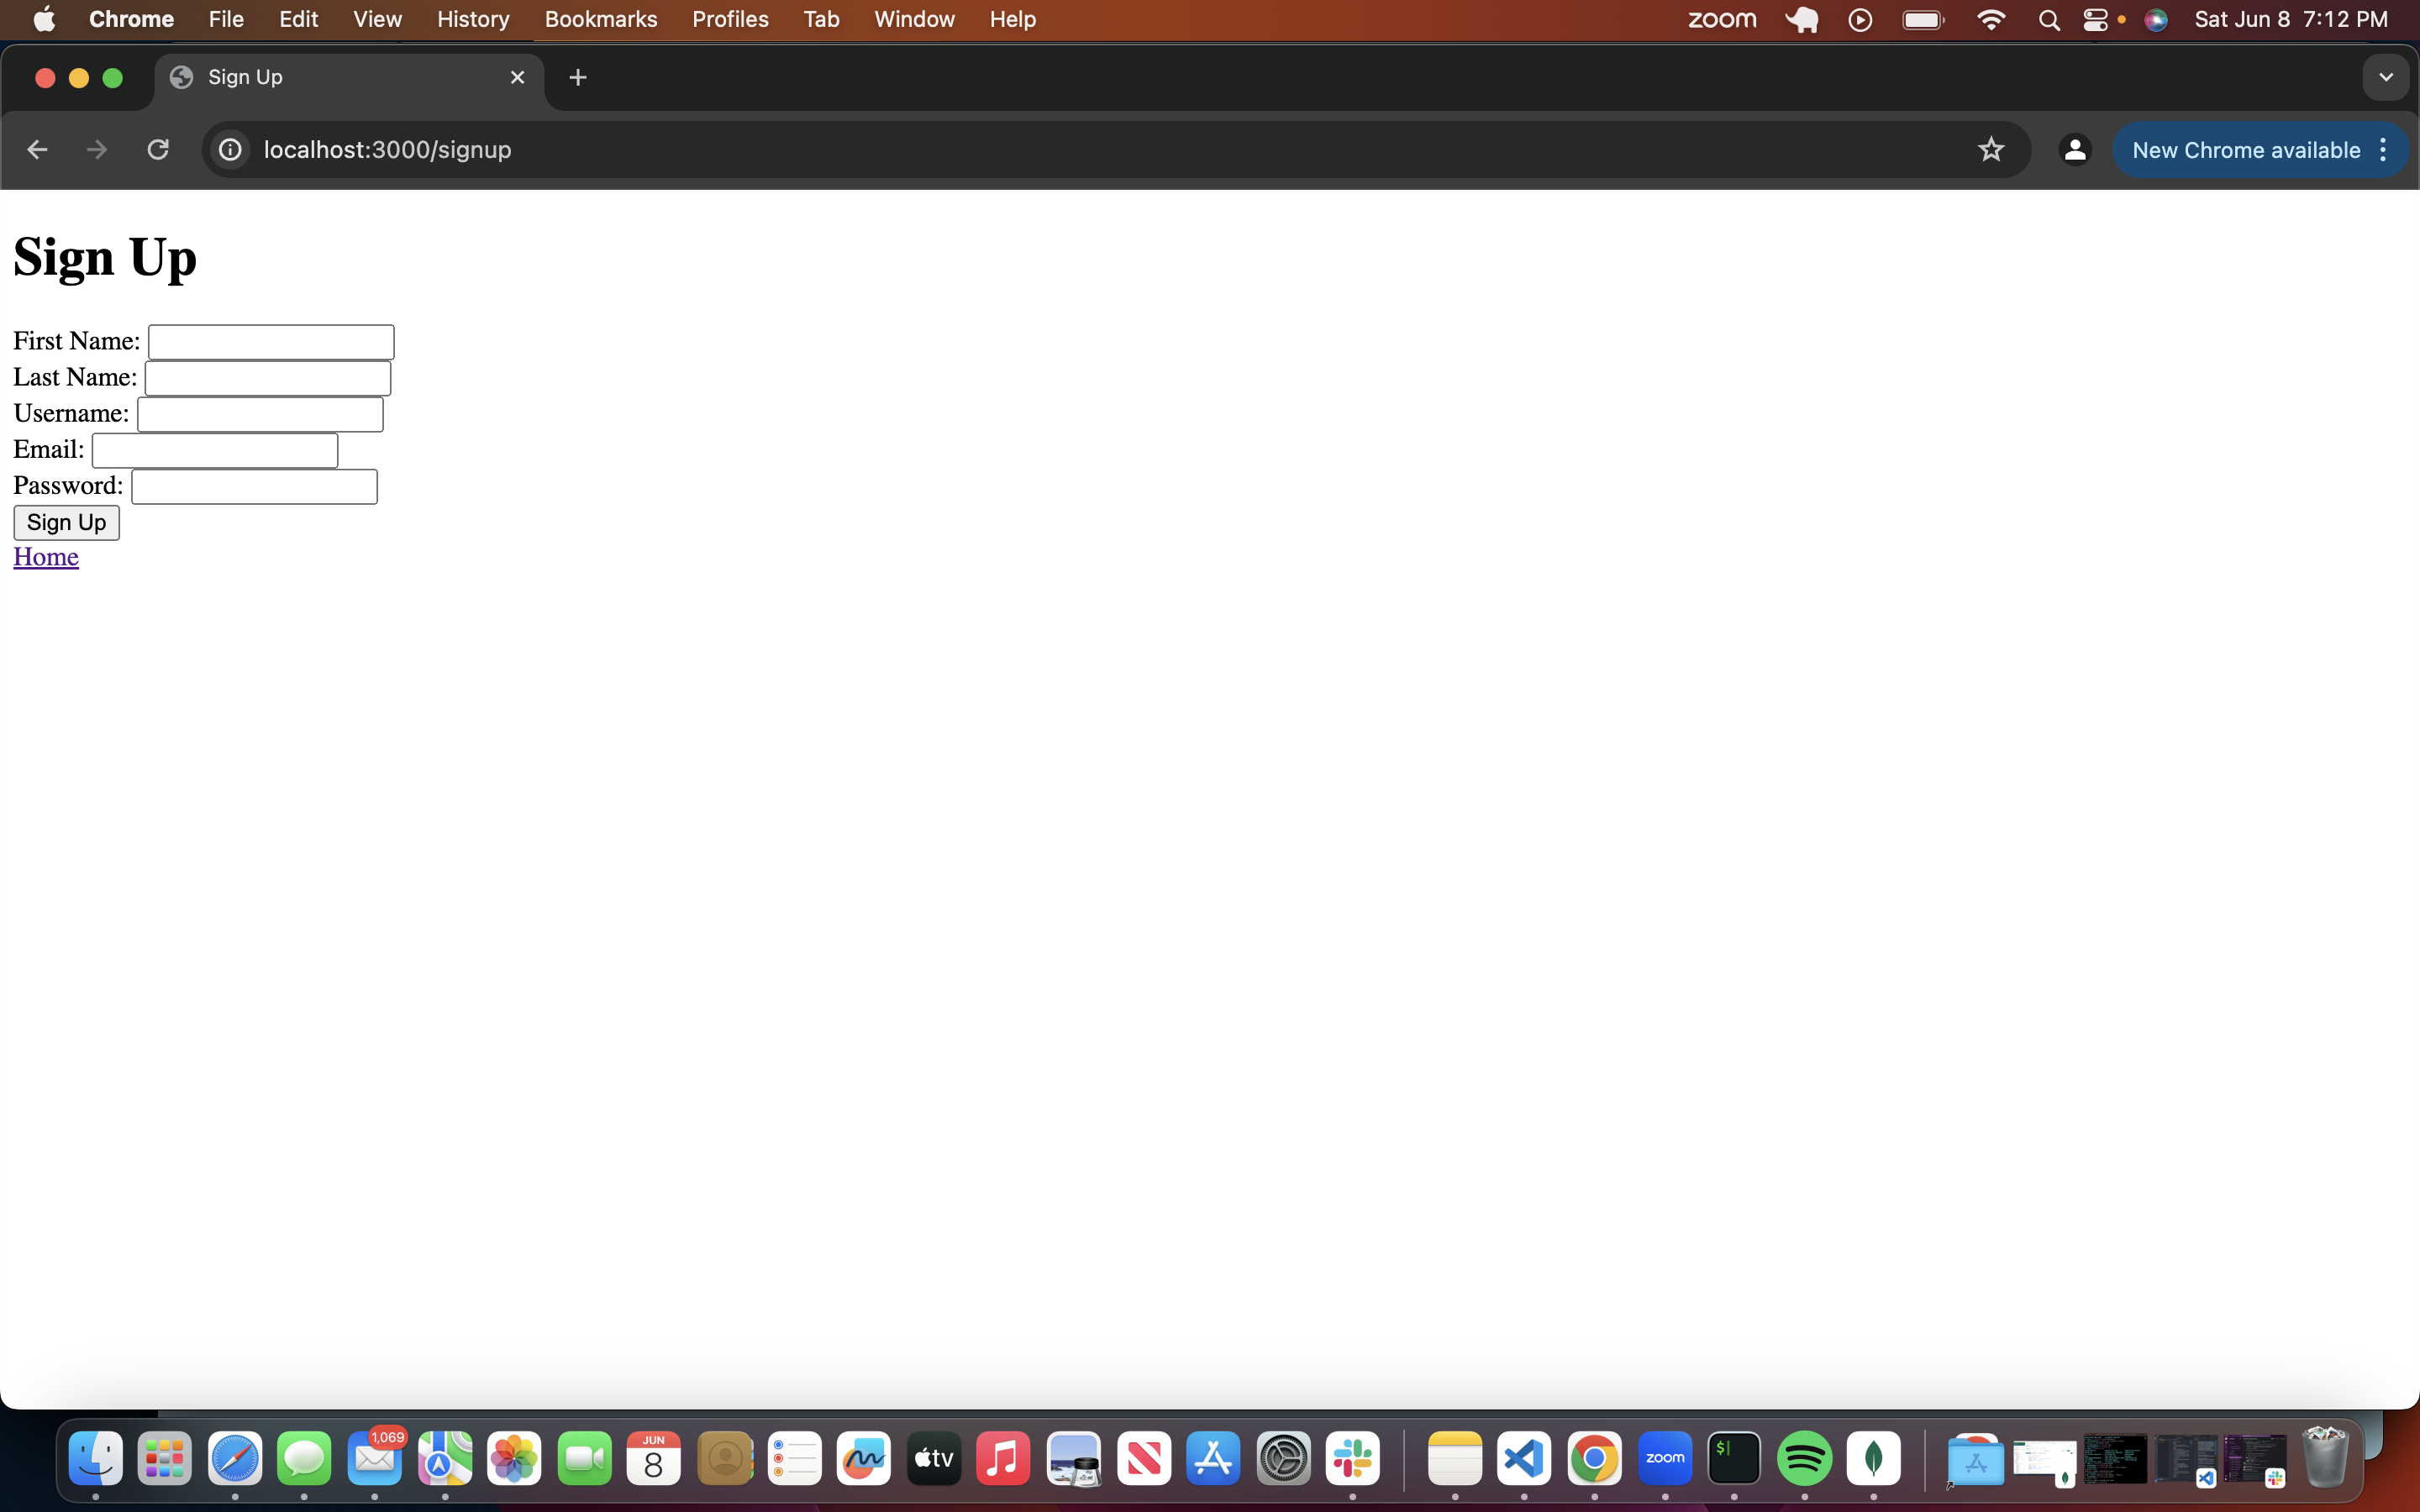 Chrome File Edit View History Bookmarks Profiles Tab Window Help zoom Sat Jun 8 7:12 PM
Sign Up
localhost:3000/signup New Chrome available
Sign Up
First Name:
Last Name:
Username:
Email:
Password:
Sign Up
Home
1,069
JUN
8
tv
zoom
$